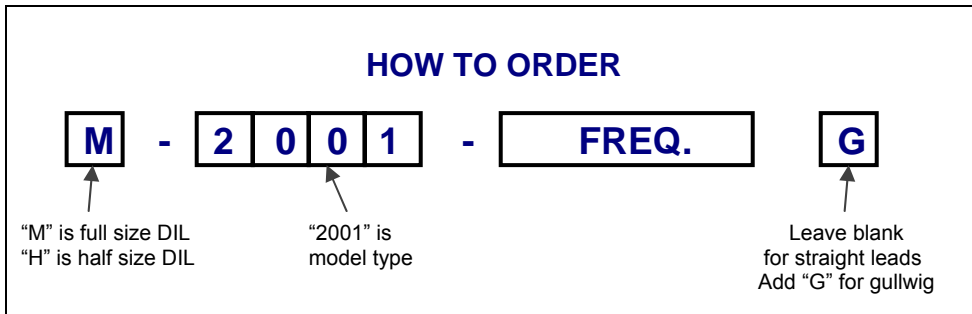 HOW TO ORDER
M - 2 0 0 1 - FREQ. G
“M” is full size DIL
“H” is half size DIL
“2001” is
model type
Leave blank
for straight leads
Add “G” for gullwig